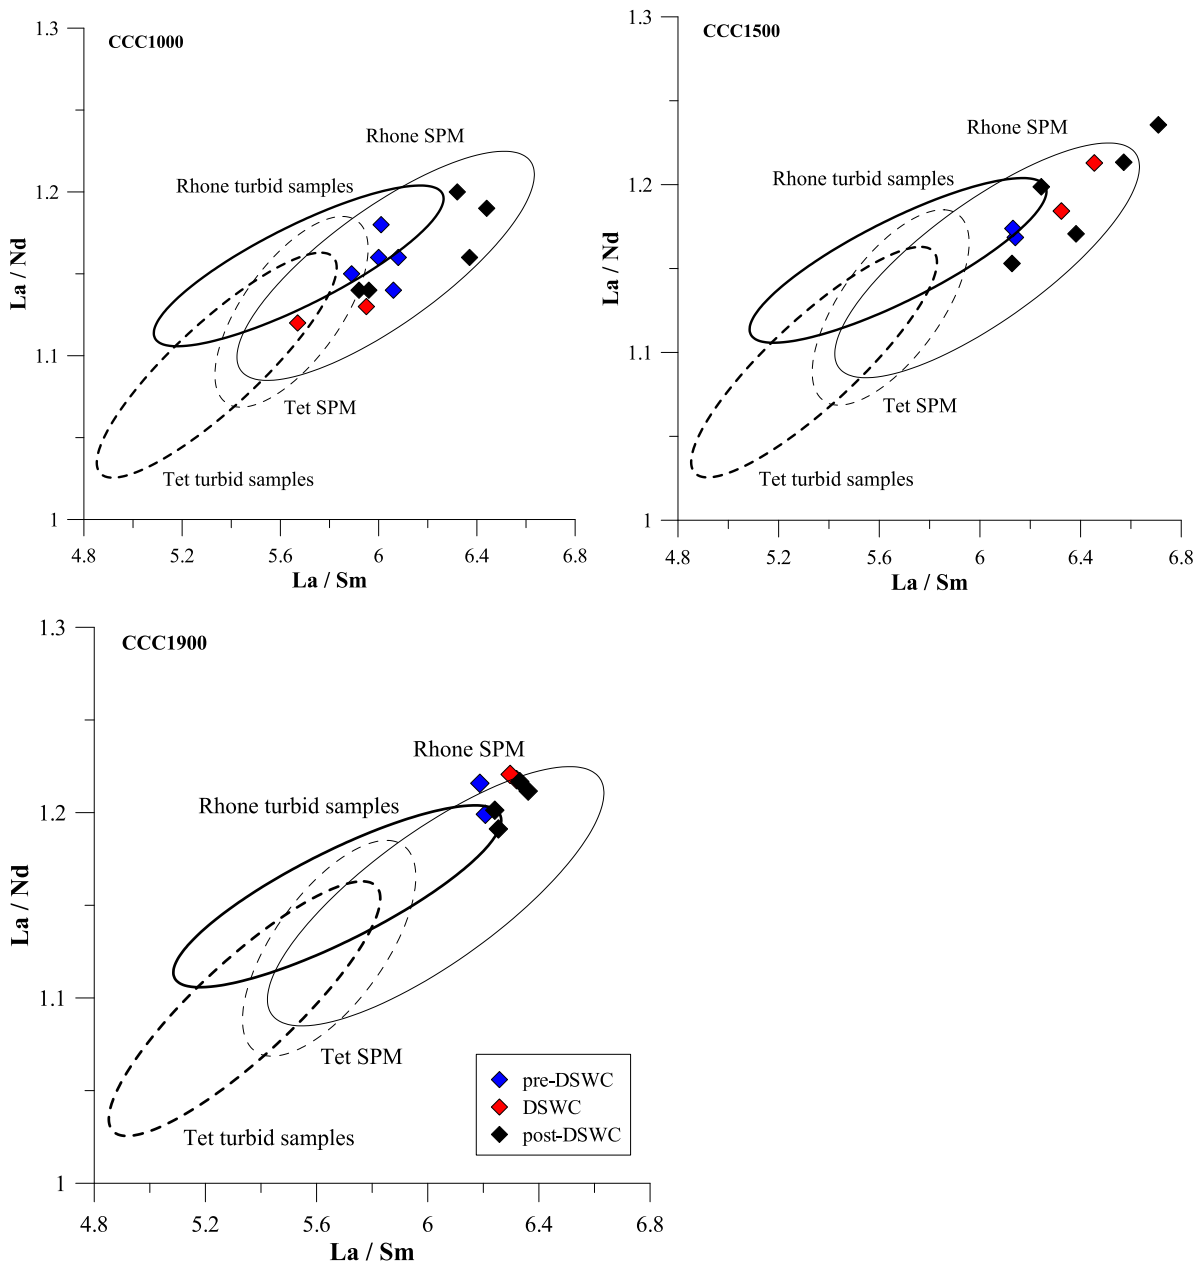 CCC1000
1.3
1.2
1.1
1
La / Nd
Rhone SPM
Rhone turbid samples
Tet SPM
Tet turbid samples
4.8
5.2
5.6
6
6.4
6.8
La / Sm
CCC1500
1.3
1.2
1.1
1
La / Nd
Rhone SPM
Rhone turbid samples
Tet SPM
Tet turbid samples
4.8
5.2
5.6
6
6.4
6.8
La / Sm
CCC1900
1.3
1.2
1.1
1
La / Nd
Rhone SPM
Rhone turbid samples
Tet SPM
Tet turbid samples
pre-DSWC
DSWC
post-DSWC
4.8
5.2
5.6
6
6.4
6.8
La / Sm